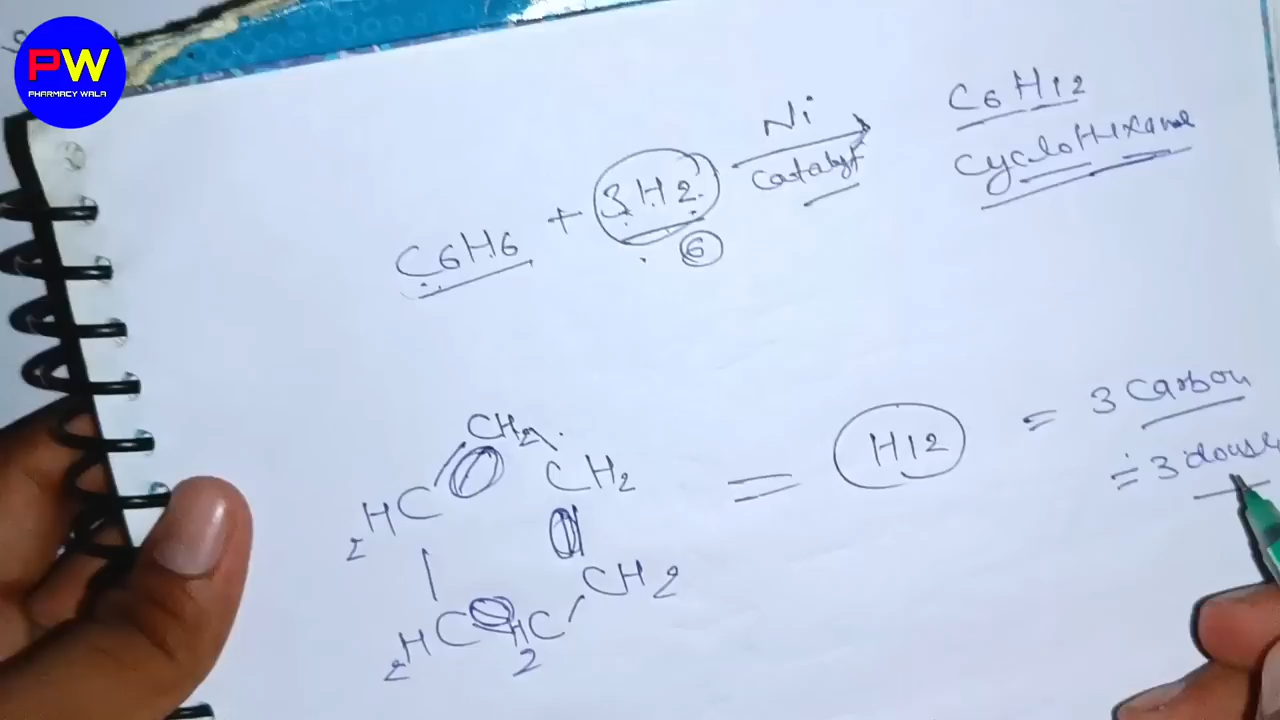 PW
PHARMACY WALA
C6H6 + 3H2 Ni catalyst C6H12
6
cycloHexane
CH2
H2C CH2
H2C H2C CH2
= H12 = 3 Carbon
= 3